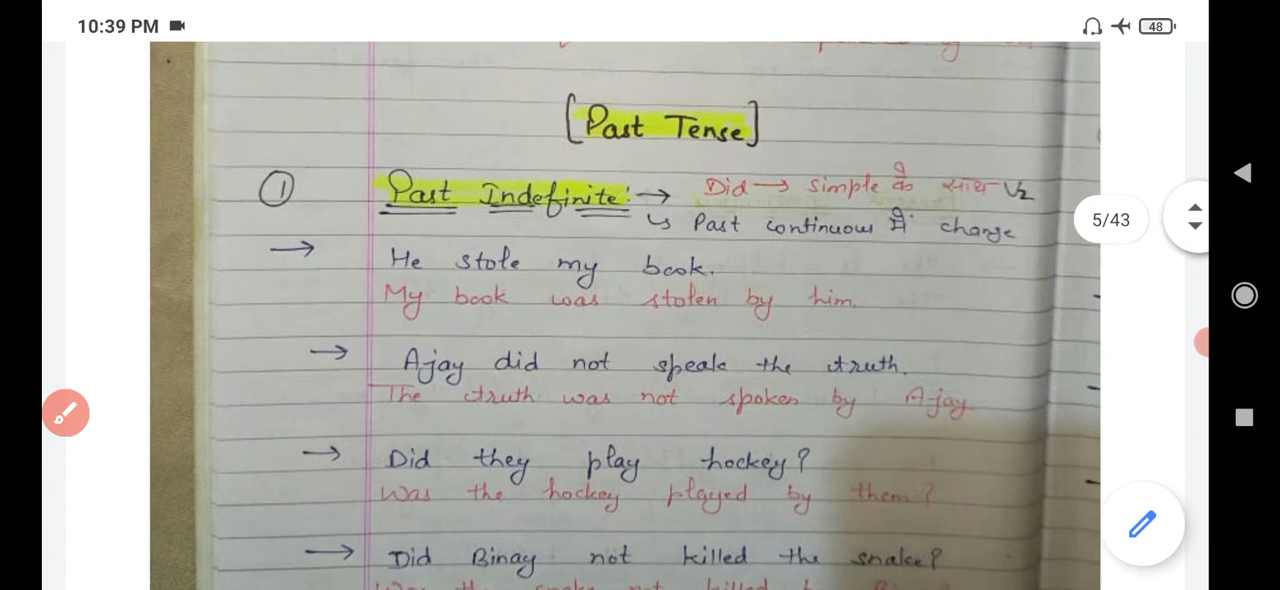 10:39 PM
48
[Past Tense]
① Past Indefinite: → Did → simple के साथ V2
↳ Past continuous में change
5/43
→ He stole my book.
My book was stolen by him.
→ Ajay did not speak the truth.
The truth was not spoken by Ajay
→ Did they play hockey?
Was the hockey played by them?
→ Did Binay not killed the snake?